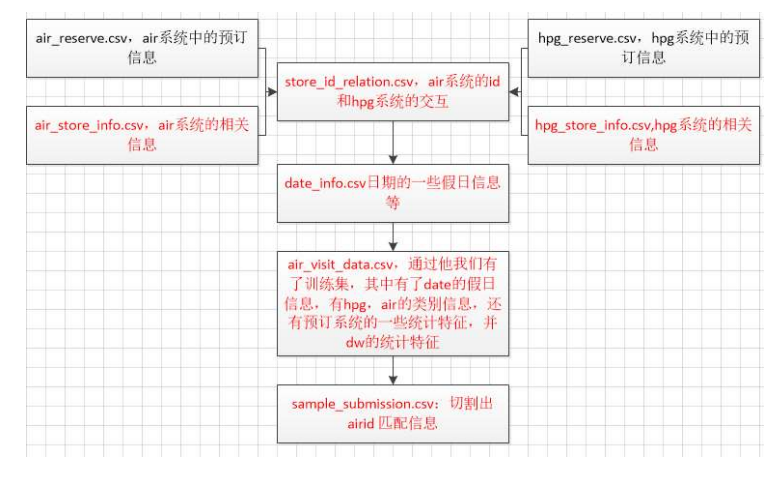 air_reserve.csv，air系统中的预订
信息
hpg_reserve.csv，hpg系统中的预
订信息
store_id_relation.csv，air系统的id
和hpg系统的交互
air_store_info.csv，air系统的相关
信息
hpg_store_info.csv,hpg系统的相关
信息
date_info.csv日期的一些假日信息
等
air_visit_data.csv，通过他我们有
了训练集，其中有了date的假日
信息，有hpg，air的类别信息，还
有预订系统的一些统计特征，并
dw的统计特征
sample_submission.csv：切割出
airid 匹配信息